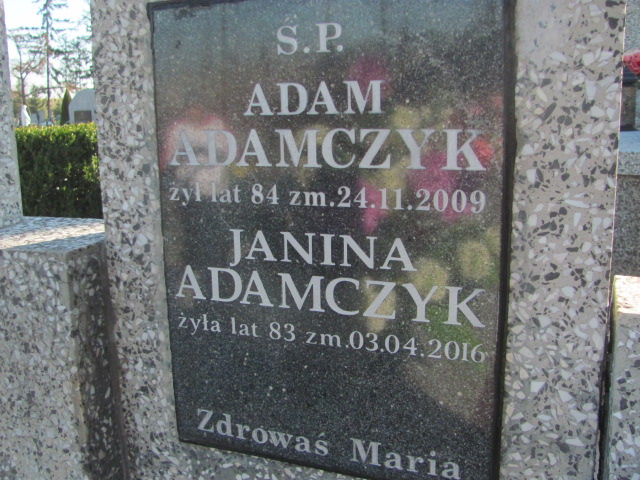 Ś.P.
ADAM
ADAMCZYK
żył lat 84 zm.24.11.2009
JANINA
ADAMCZYK
żyła lat 83 zm.03.04.2016
Zdrowaś Maria